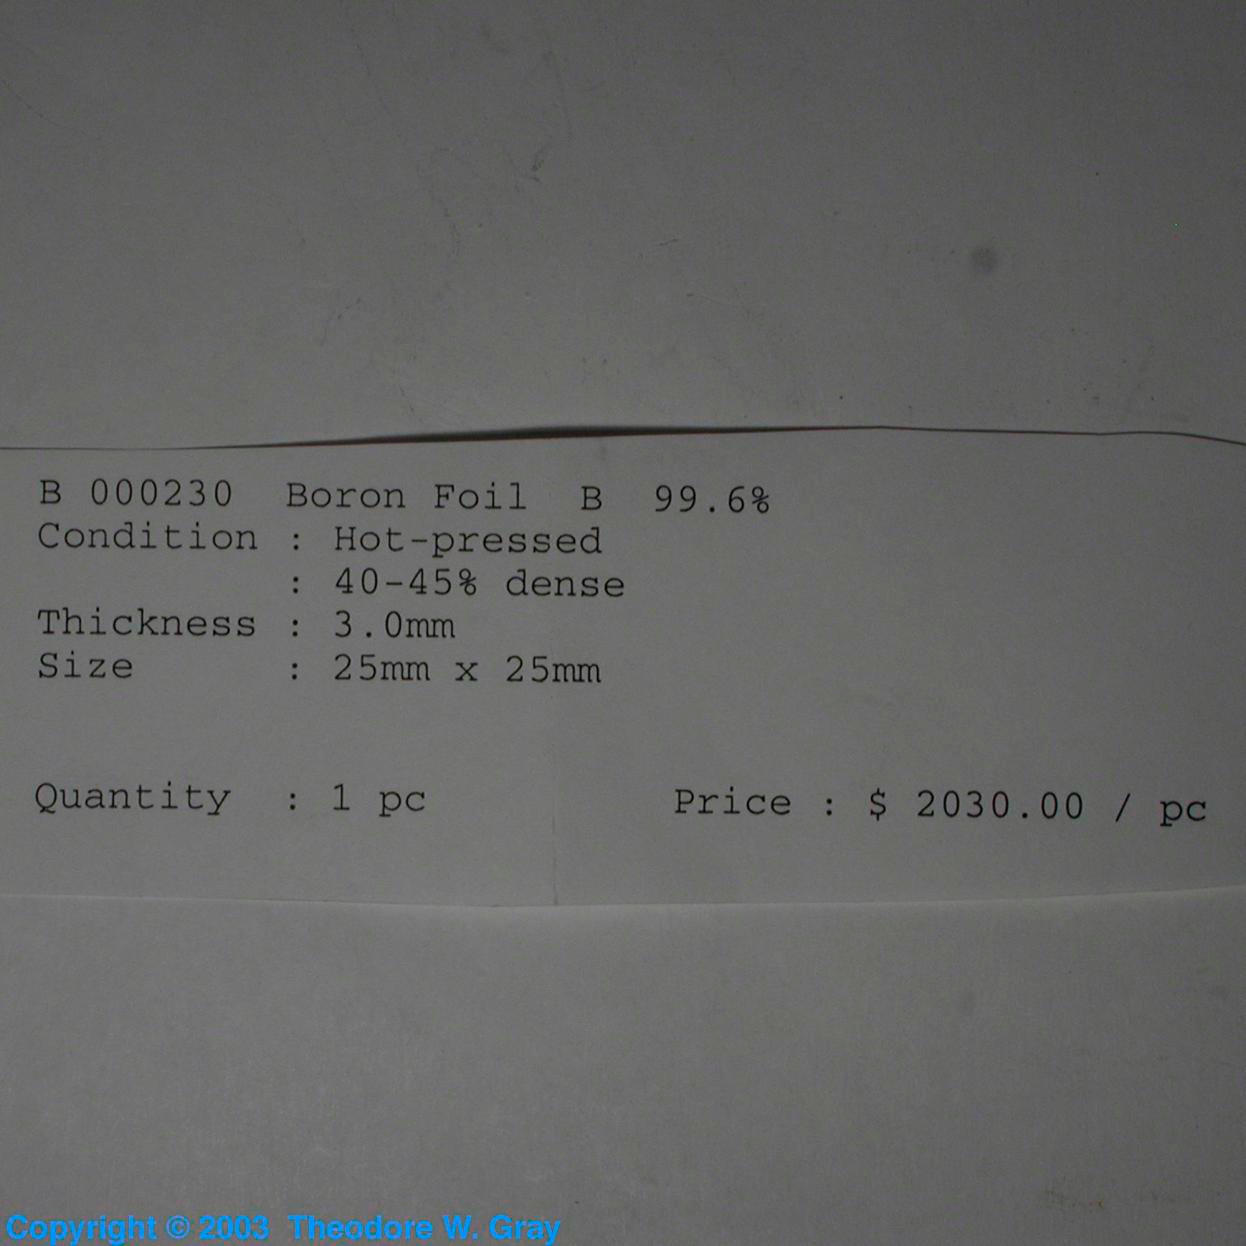 B 000230 Boron Foil B 99.6%
Condition : Hot-pressed
: 40-45% dense
Thickness : 3.0mm
Size : 25mm x 25mm
Quantity : 1 pc Price : $ 2030.00 / pc
Copyright © 2003 Theodore W. Gray